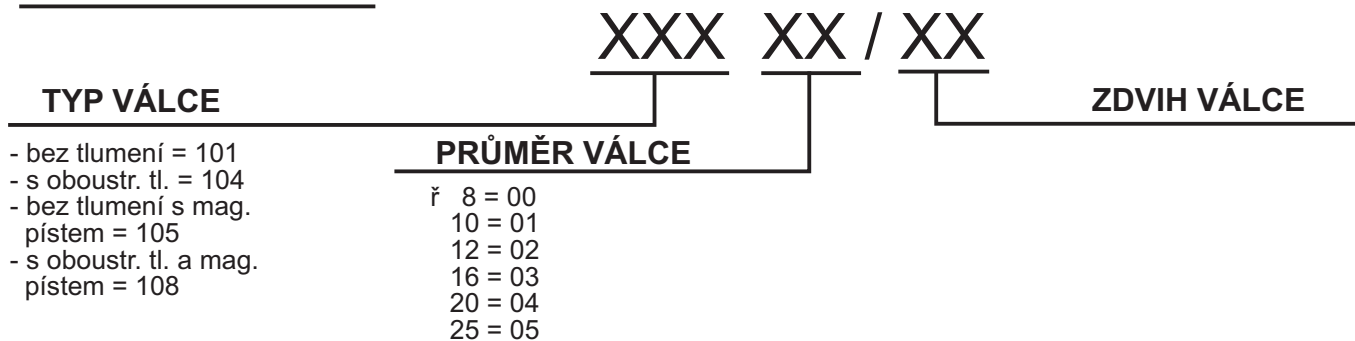 XXX XX / XX
TYP VÁLCE
- bez tlumení = 101
- s oboustr. tl. = 104
- bez tlumení s mag.
pístem = 105
- s oboustr. tl. a mag.
pístem = 108
PRŮMĚR VÁLCE
ř 8 = 00
10 = 01
12 = 02
16 = 03
20 = 04
25 = 05
ZDVIH VÁLCE